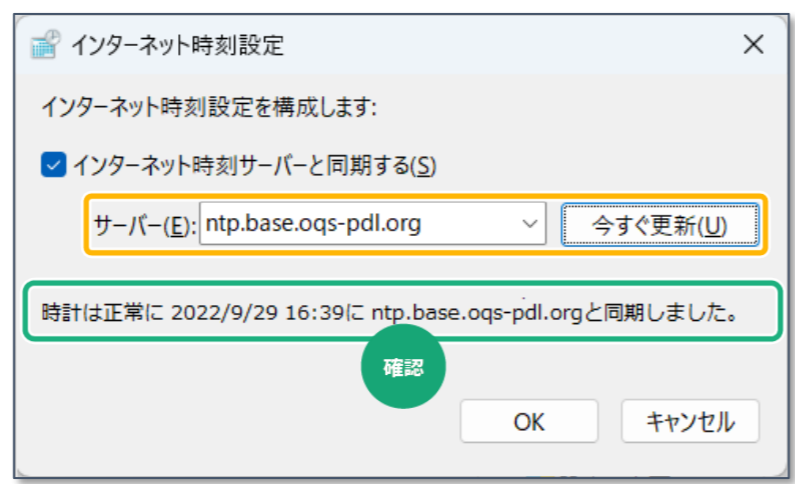 インターネット時刻設定
インターネット時刻設定を構成します:
インターネット時刻サーバーと同期する(S)
サーバー(E): ntp.base.oqs-pdl.org 今すぐ更新(U)
時計は正常に 2022/9/29 16:39に ntp.base.oqs-pdl.orgと同期しました。
確認
OK キャンセル